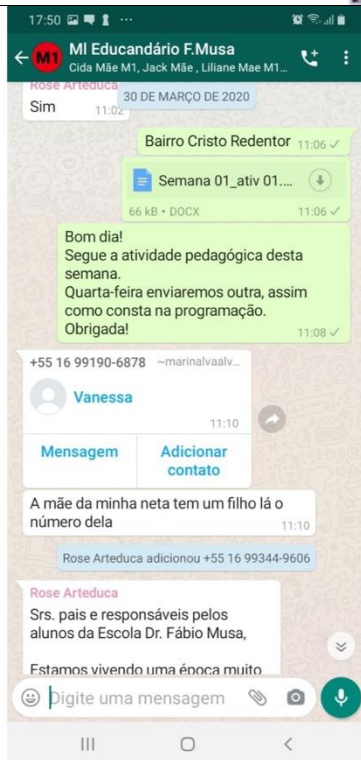 17:50
M1
MI Educandário F.Musa
Cida Mãe M1, Jack Mãe , Liliane Mae M1...
Rose Arteduca
Sim 11:02
30 DE MARÇO DE 2020
Bairro Cristo Redentor 11:06
Semana 01_ativ 01....
66 kB • DOCX 11:06
Bom dia!
Segue a atividade pedagógica desta
semana.
Quarta-feira enviaremos outra, assim
como consta na programação.
Obrigada! 11:08
+55 16 99190-6878 ~marinalvaalv...
Vanessa
11:10
Mensagem Adicionar
contato
A mãe da minha neta tem um filho lá o
número dela 11:10
Rose Arteduca adicionou +55 16 99344-9606
Rose Arteduca
Srs. pais e responsáveis pelos
alunos da Escola Dr. Fábio Musa,
Estamos vivendo uma época muito
Digite uma mensagem